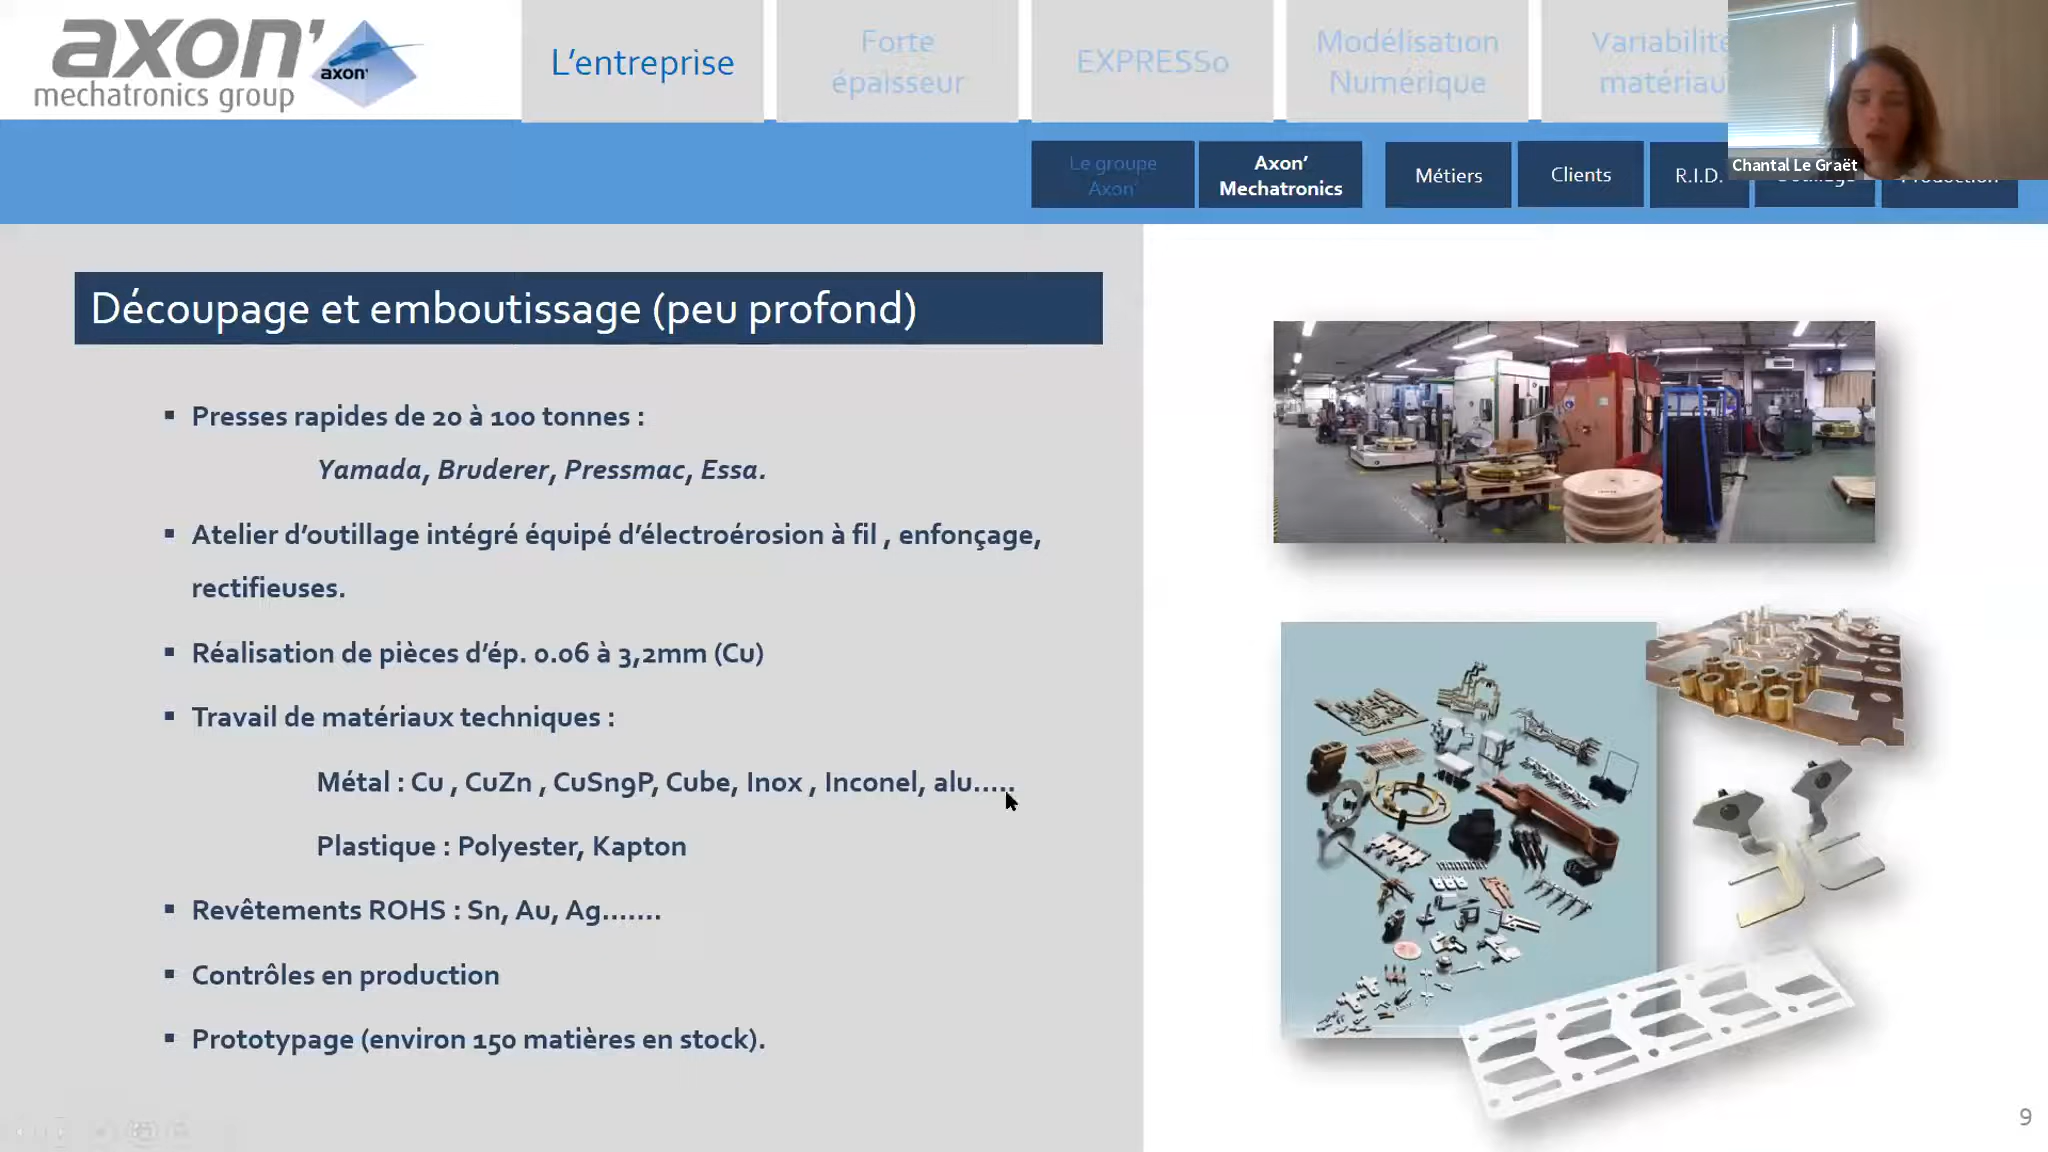 axon'
mechatronics group
axon'
L'entreprise
Forte
épaisseur
EXPRESSo
Modélisation
Numérique
Variabilité
matériau
Chantal Le Graët
Le groupe
Axon'
Axon'
Mechatronics
Métiers
Clients
R.I.D.
Découpage et emboutissage (peu profond)
▪ Presses rapides de 20 à 100 tonnes :
Yamada, Bruderer, Pressmac, Essa.
▪ Atelier d'outillage intégré équipé d'électroérosion à fil , enfonçage,
rectifieuses.
▪ Réalisation de pièces d'ép. 0.06 à 3,2mm (Cu)
▪ Travail de matériaux techniques :
Métal : Cu , CuZn , CuSn9P, Cube, Inox , Inconel, alu.....
Plastique : Polyester, Kapton
▪ Revêtements ROHS : Sn, Au, Ag.......
▪ Contrôles en production
▪ Prototypage (environ 150 matières en stock).
9